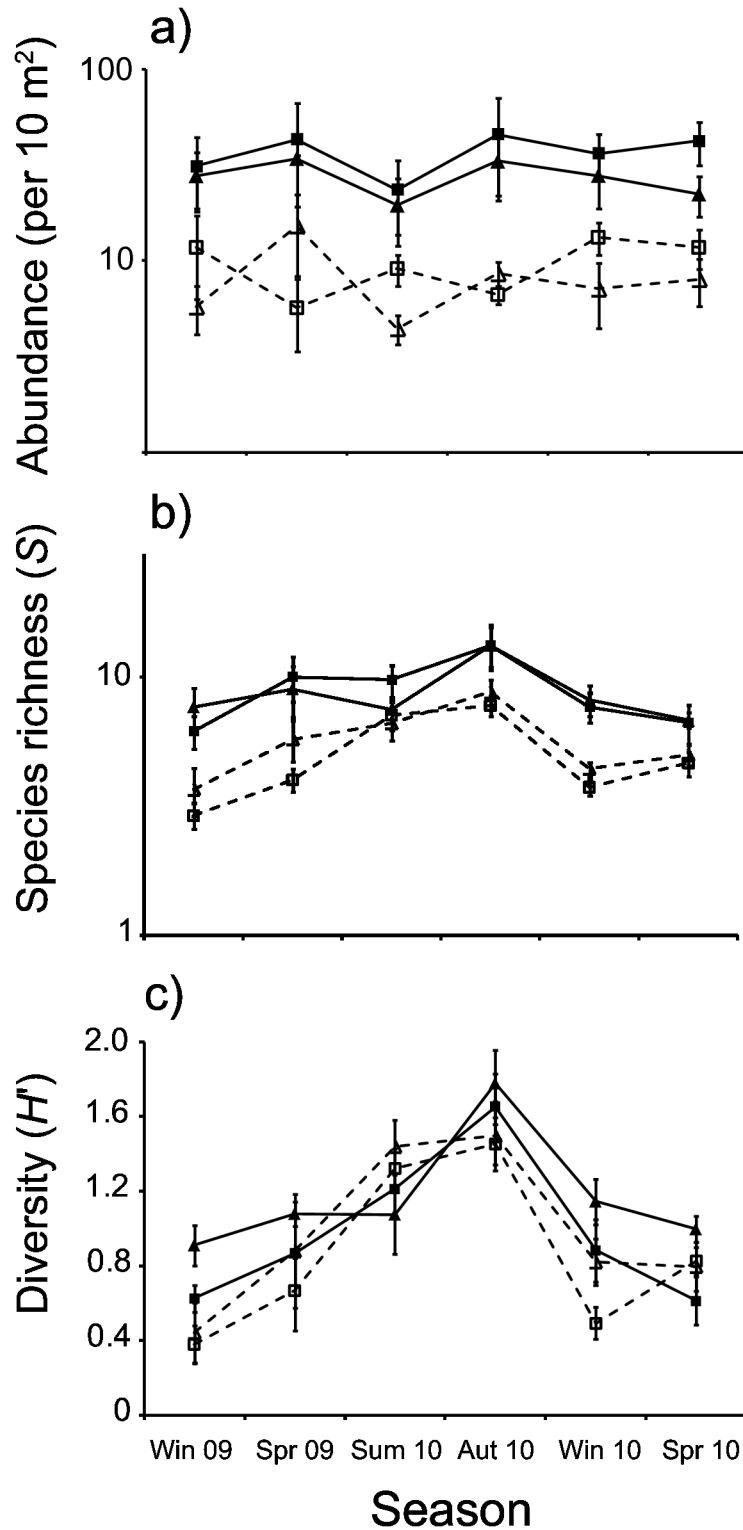 a)
Abundance (per 10 m²)
100
10
b)
Species richness (S)
10
1
c)
Diversity (H')
2.0
1.6
1.2
0.8
0.4
0
Win 09 Spr 09 Sum 10 Aut 10 Win 10 Spr 10
Season